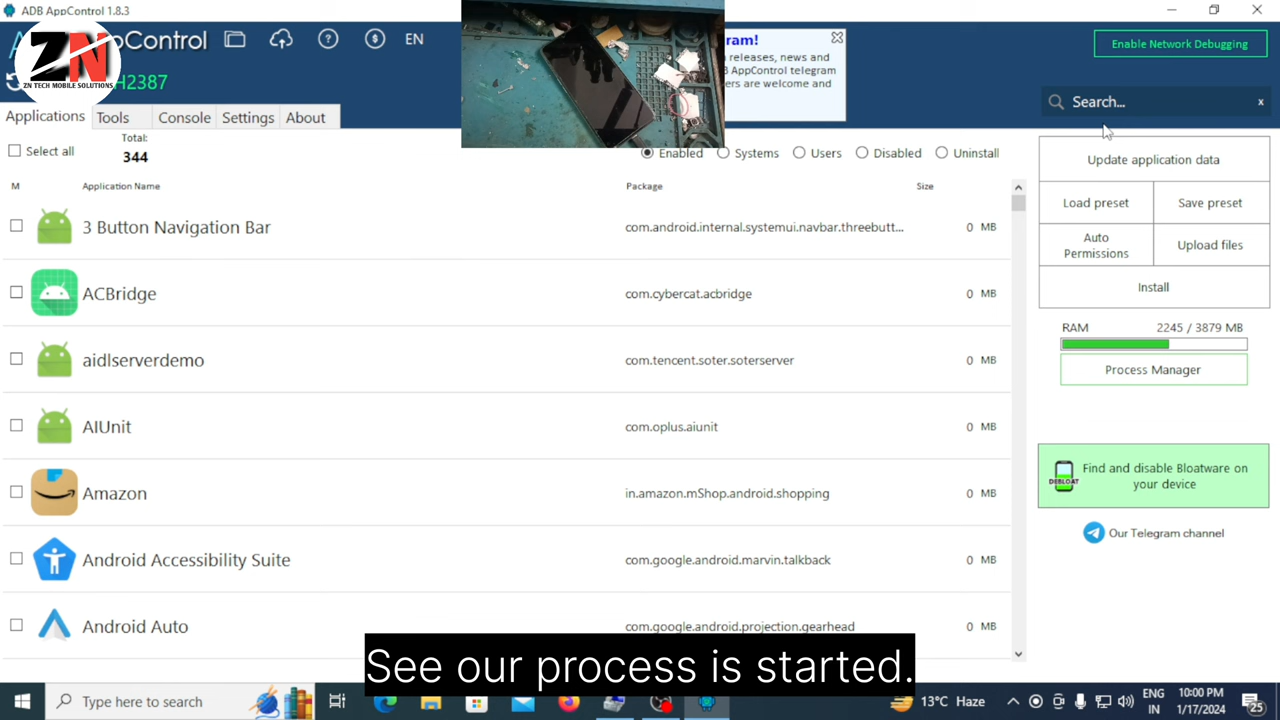 ADB AppControl 1.8.3
ZN
ZN TECH MOBILE SOLUTIONS
pControl
EN
H2387
ram!
releases, news and
B AppControl telegram
ers are welcome and
Enable Network Debugging
Search...
x
Applications
Tools
Console
Settings
About
Select all
Total:
344
Enabled
Systems
Users
Disabled
Uninstall
M
Application Name
Package
Size
3 Button Navigation Bar
com.android.internal.systemui.navbar.threebutt...
0 MB
ACBridge
com.cybercat.acbridge
0 MB
aidlserverdemo
com.tencent.soter.soterserver
0 MB
AIUnit
com.oplus.aiunit
0 MB
Amazon
in.amazon.mShop.android.shopping
0 MB
Android Accessibility Suite
com.google.android.marvin.talkback
0 MB
Android Auto
com.google.android.projection.gearhead
0 MB
Update application data
Load preset
Save preset
Auto
Permissions
Upload files
Install
RAM
2245 / 3879 MB
Process Manager
DEBLOAT
Find and disable Bloatware on
your device
Our Telegram channel
See our process is started.
Type here to search
13°C Haze
ENG
IN
10:00 PM
1/17/2024
25